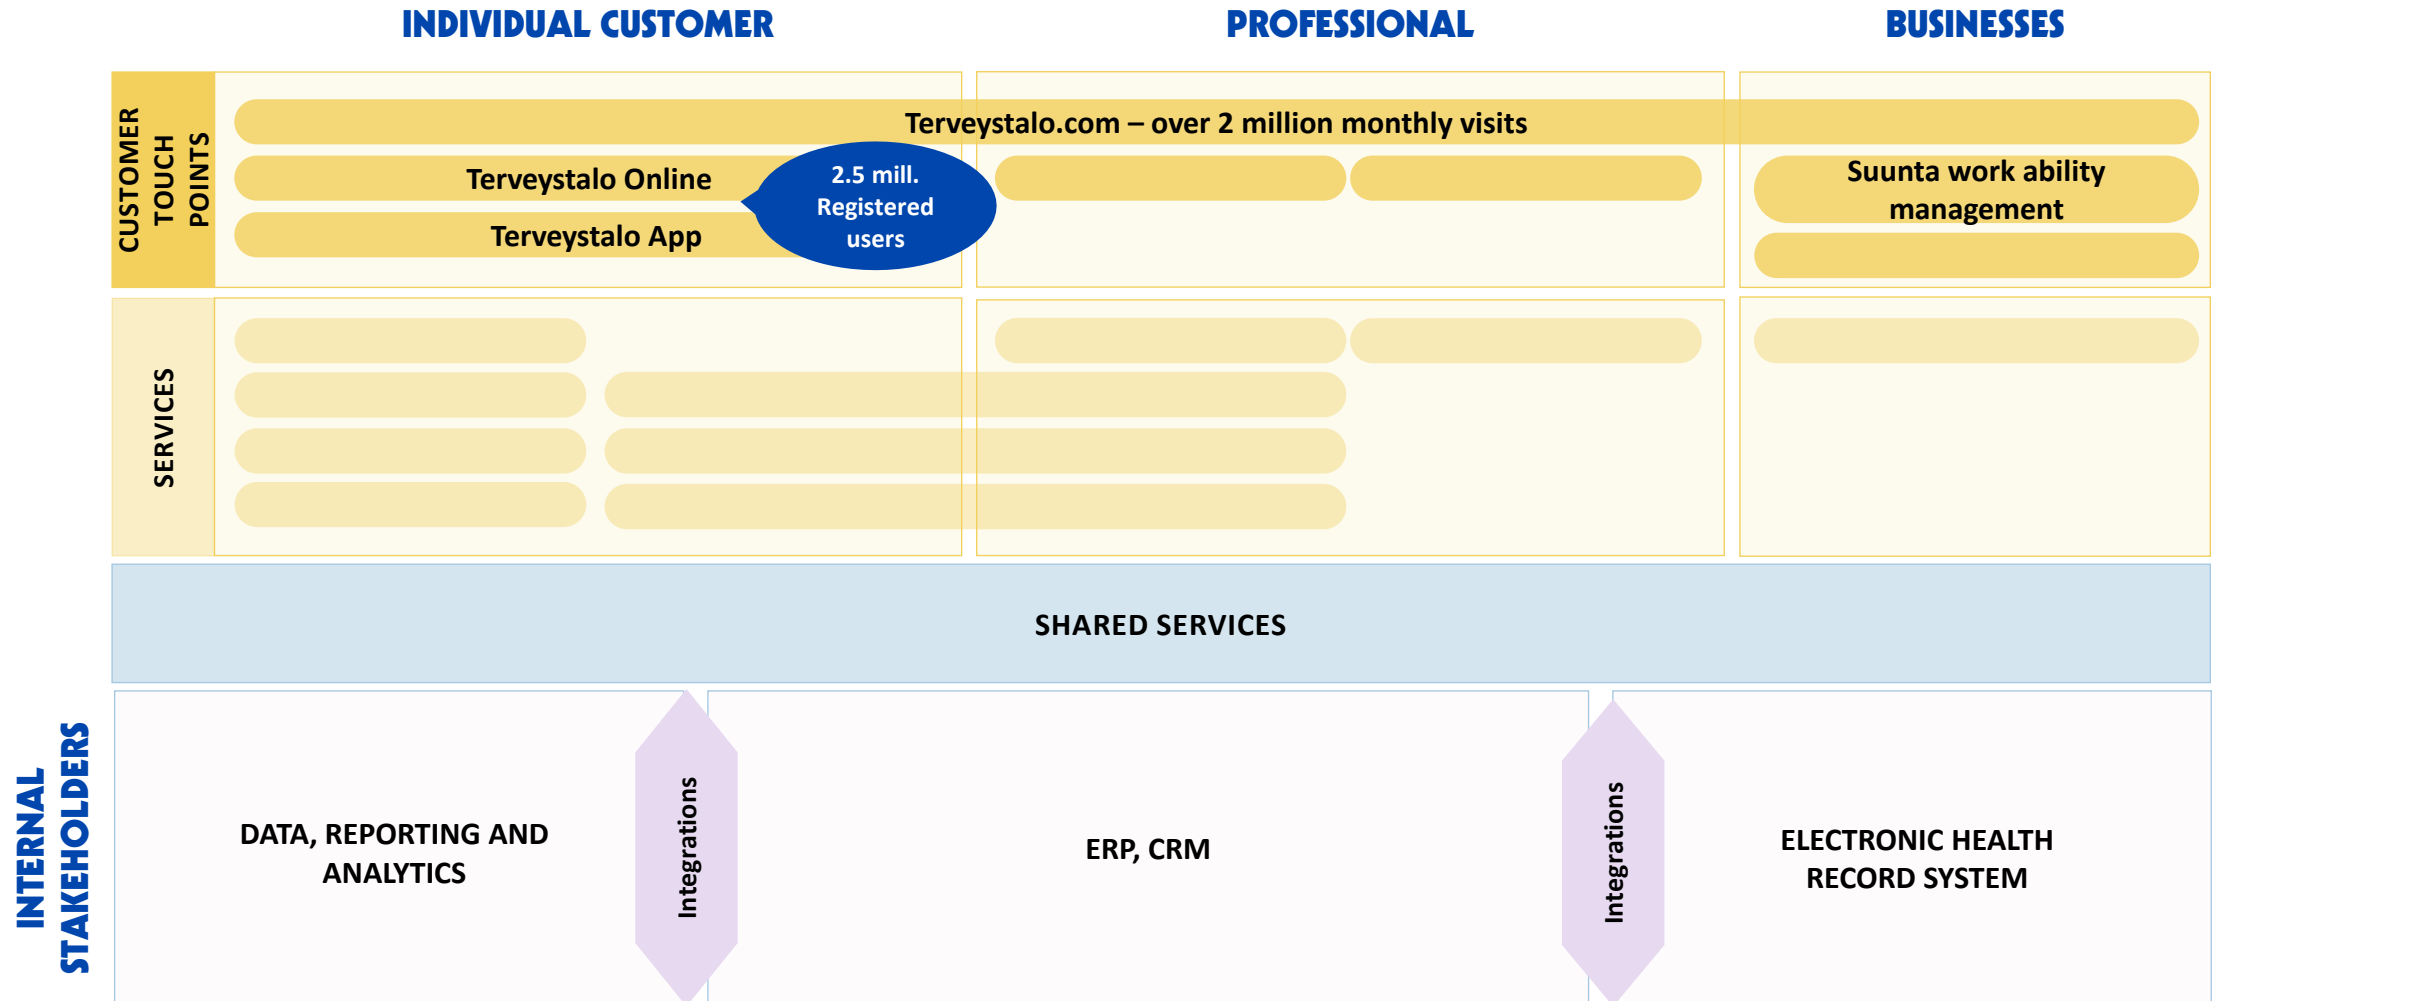 INDIVIDUAL CUSTOMER
PROFESSIONAL
BUSINESSES
CUSTOMER
TOUCH
POINTS
Terveystalo.com – over 2 million monthly visits
Terveystalo Online
Terveystalo App
2.5 mill.
Registered
users
Suunta work ability
management
SERVICES
SHARED SERVICES
INTERNAL
STAKEHOLDERS
DATA, REPORTING AND
ANALYTICS
Integrations
ERP, CRM
Integrations
ELECTRONIC HEALTH
RECORD SYSTEM